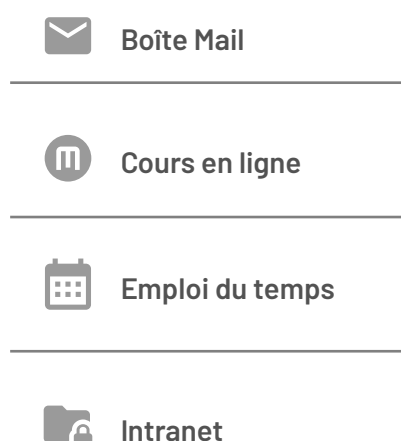 Boîte Mail
Cours en ligne
Emploi du temps
Intranet